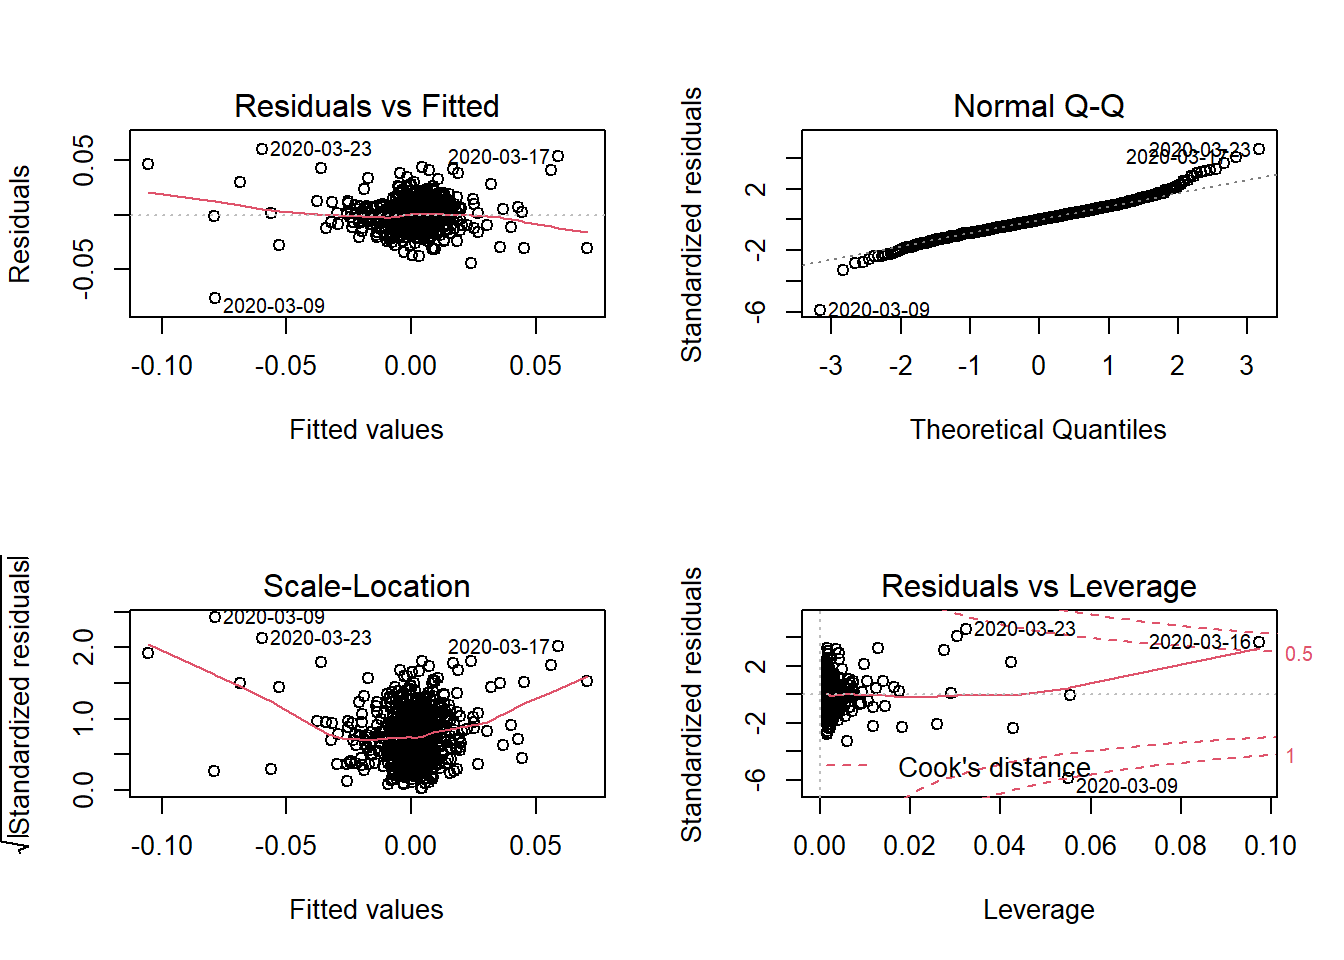 Residuals vs Fitted
Residuals
0.05
-0.05
2020-03-23
2020-03-17
2020-03-09
-0.10 -0.05 0.00 0.05
Fitted values
Normal Q-Q
Standardized residuals
2
-2
-6
2020-03-23
2020-03-17
2020-03-09
-3 -2 -1 0 1 2 3
Theoretical Quantiles
Scale-Location
√|Standardized residuals|
2.0
1.0
0.0
2020-03-09
2020-03-23
2020-03-17
-0.10 -0.05 0.00 0.05
Fitted values
Residuals vs Leverage
Standardized residuals
2
-2
-6
2020-03-23
2020-03-16
0.5
1
Cook's distance
2020-03-09
0.00 0.02 0.04 0.06 0.08 0.10
Leverage